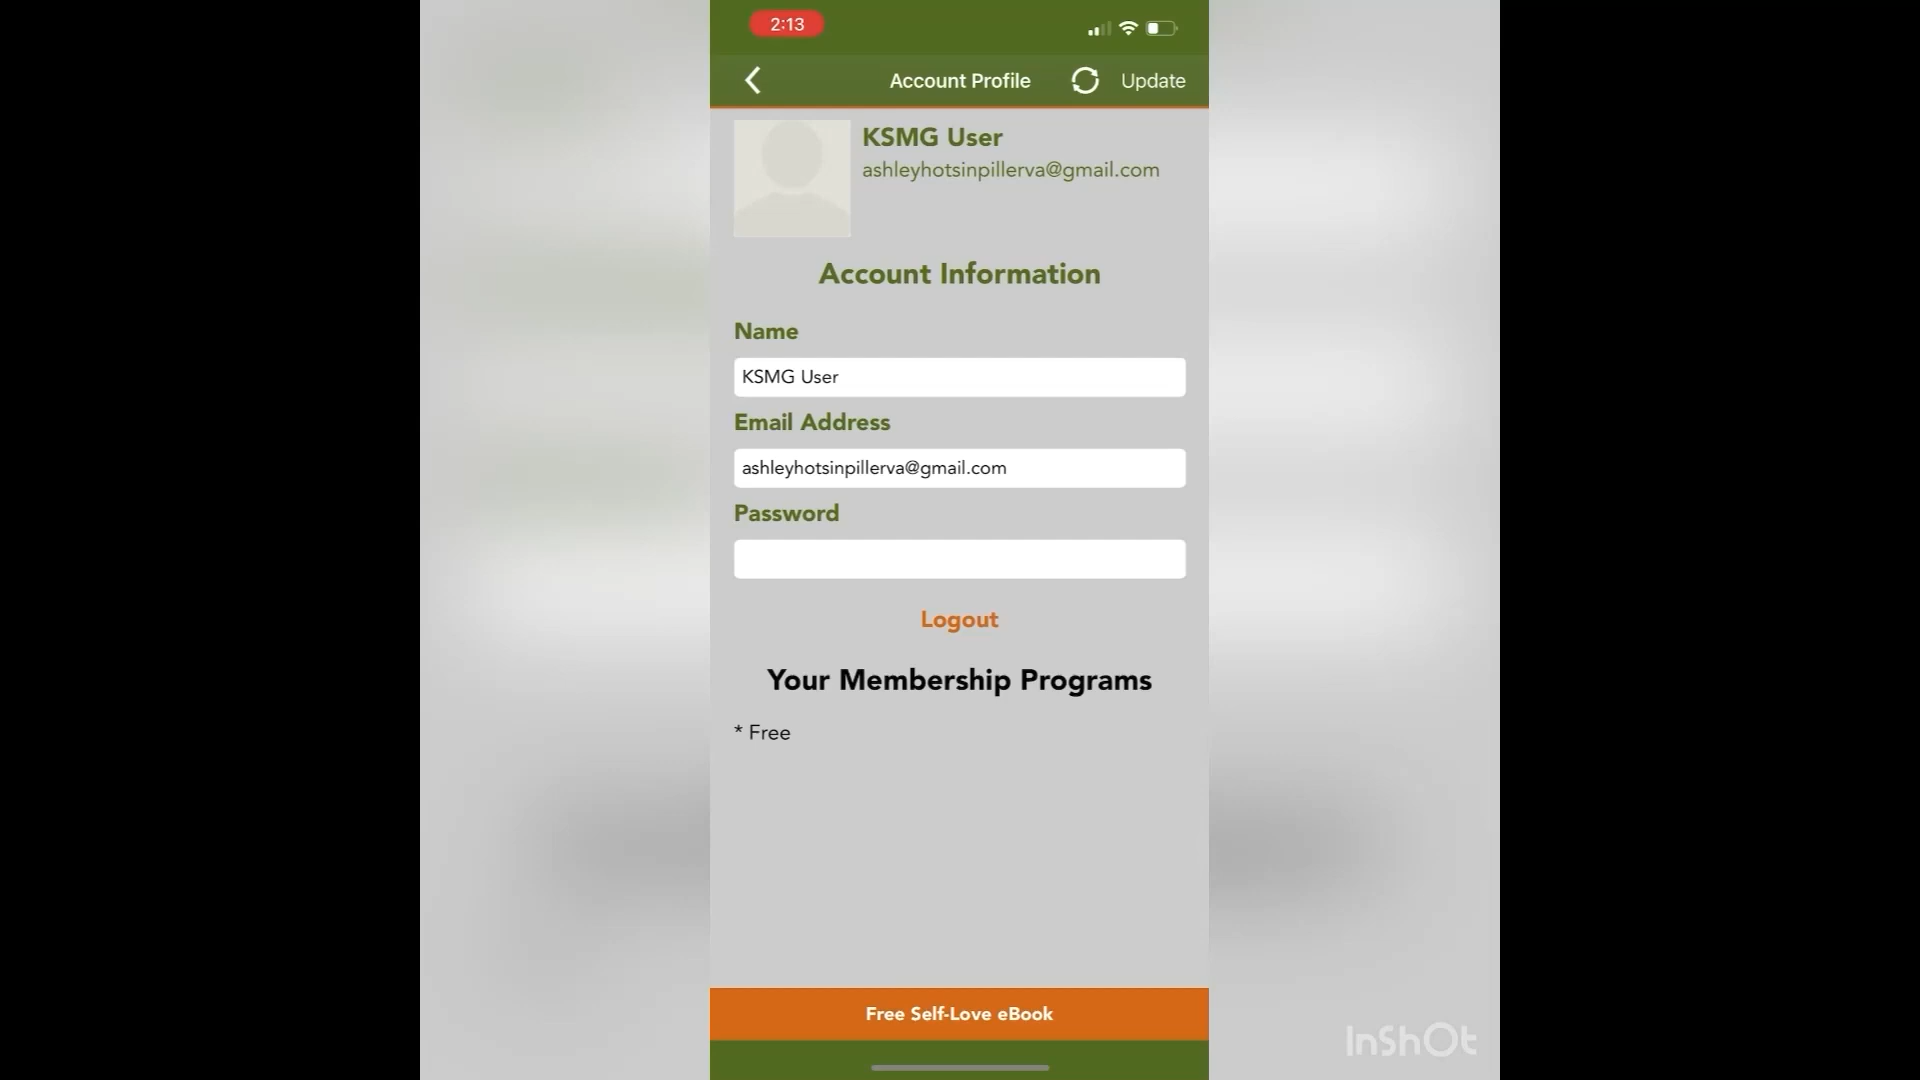 2:13
Account Profile
Update
KSMG User
ashleyhotsinpillerva@gmail.com
Account Information
Name
KSMG User
Email Address
ashleyhotsinpillerva@gmail.com
Password
Logout
Your Membership Programs
* Free
Free Self-Love eBook
InShOt